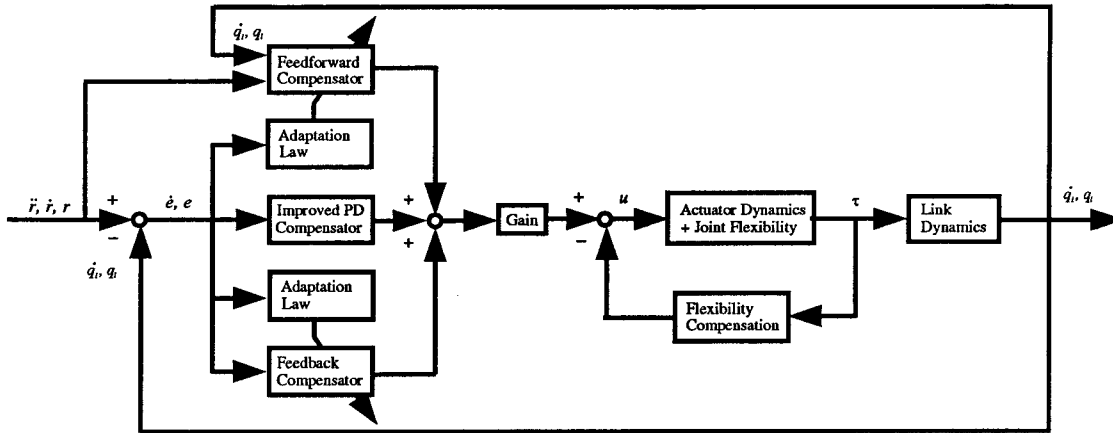 q̇ₗ, qₗ
Feedforward
Compensator
Adaptation
Law
r̈, ṙ, r
+
−
ė, e
Improved PD
Compensator
+
+
Gain
+
−
u
Actuator Dynamics
+ Joint Flexibility
τ
Link
Dynamics
q̇ₗ, qₗ
q̇ₗ, qₗ
Adaptation
Law
Flexibility
Compensation
Feedback
Compensator